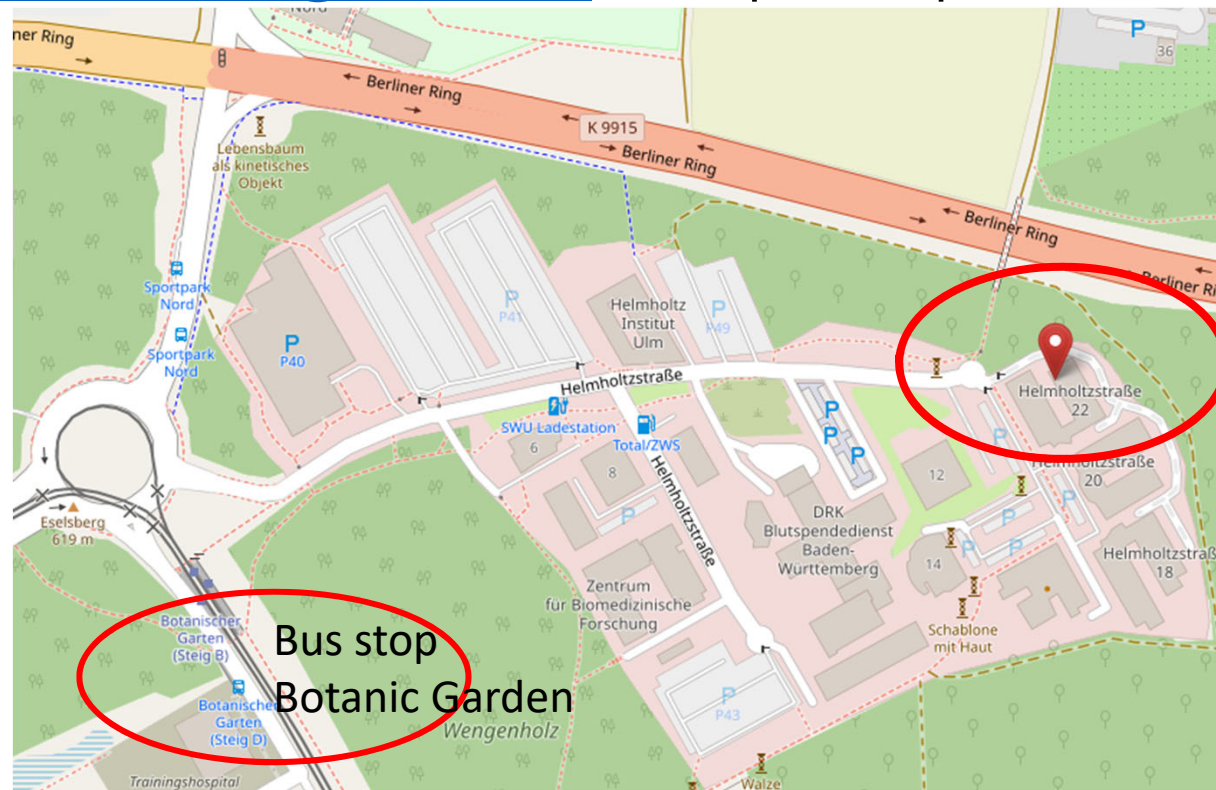 Nord
ner Ring
Berliner Ring
K 9915
Berliner Ring
Berliner Ring
Berliner Ri
P
36
Lebensbaum
als kinetisches
Objekt
Sportpark
Nord
Sportpark
Nord
P
P40
P
P41
Helmholtz
Institut
Ulm
P
P49
Helmholtzstraße
SWU Ladestation
Total/ZWS
6
8
P
P
P
P
Helmholtzstraße
Helmholtzstraße
22
P
Helmholtzstraße
20
12
P
P
P
14
Helmholtzstraß
18
DRK
Blutspendedienst
Baden-
Württemberg
Zentrum
für Biomedizinische
Forschung
Schablone
mit Haut
Eselsberg
619 m
Botanischer
Garten
(Steig B)
Bus stop
Botanic Garden
Botanischer
Garten
(Steig D)
Wengenholz
P
P43
Trainingshospital
Walze